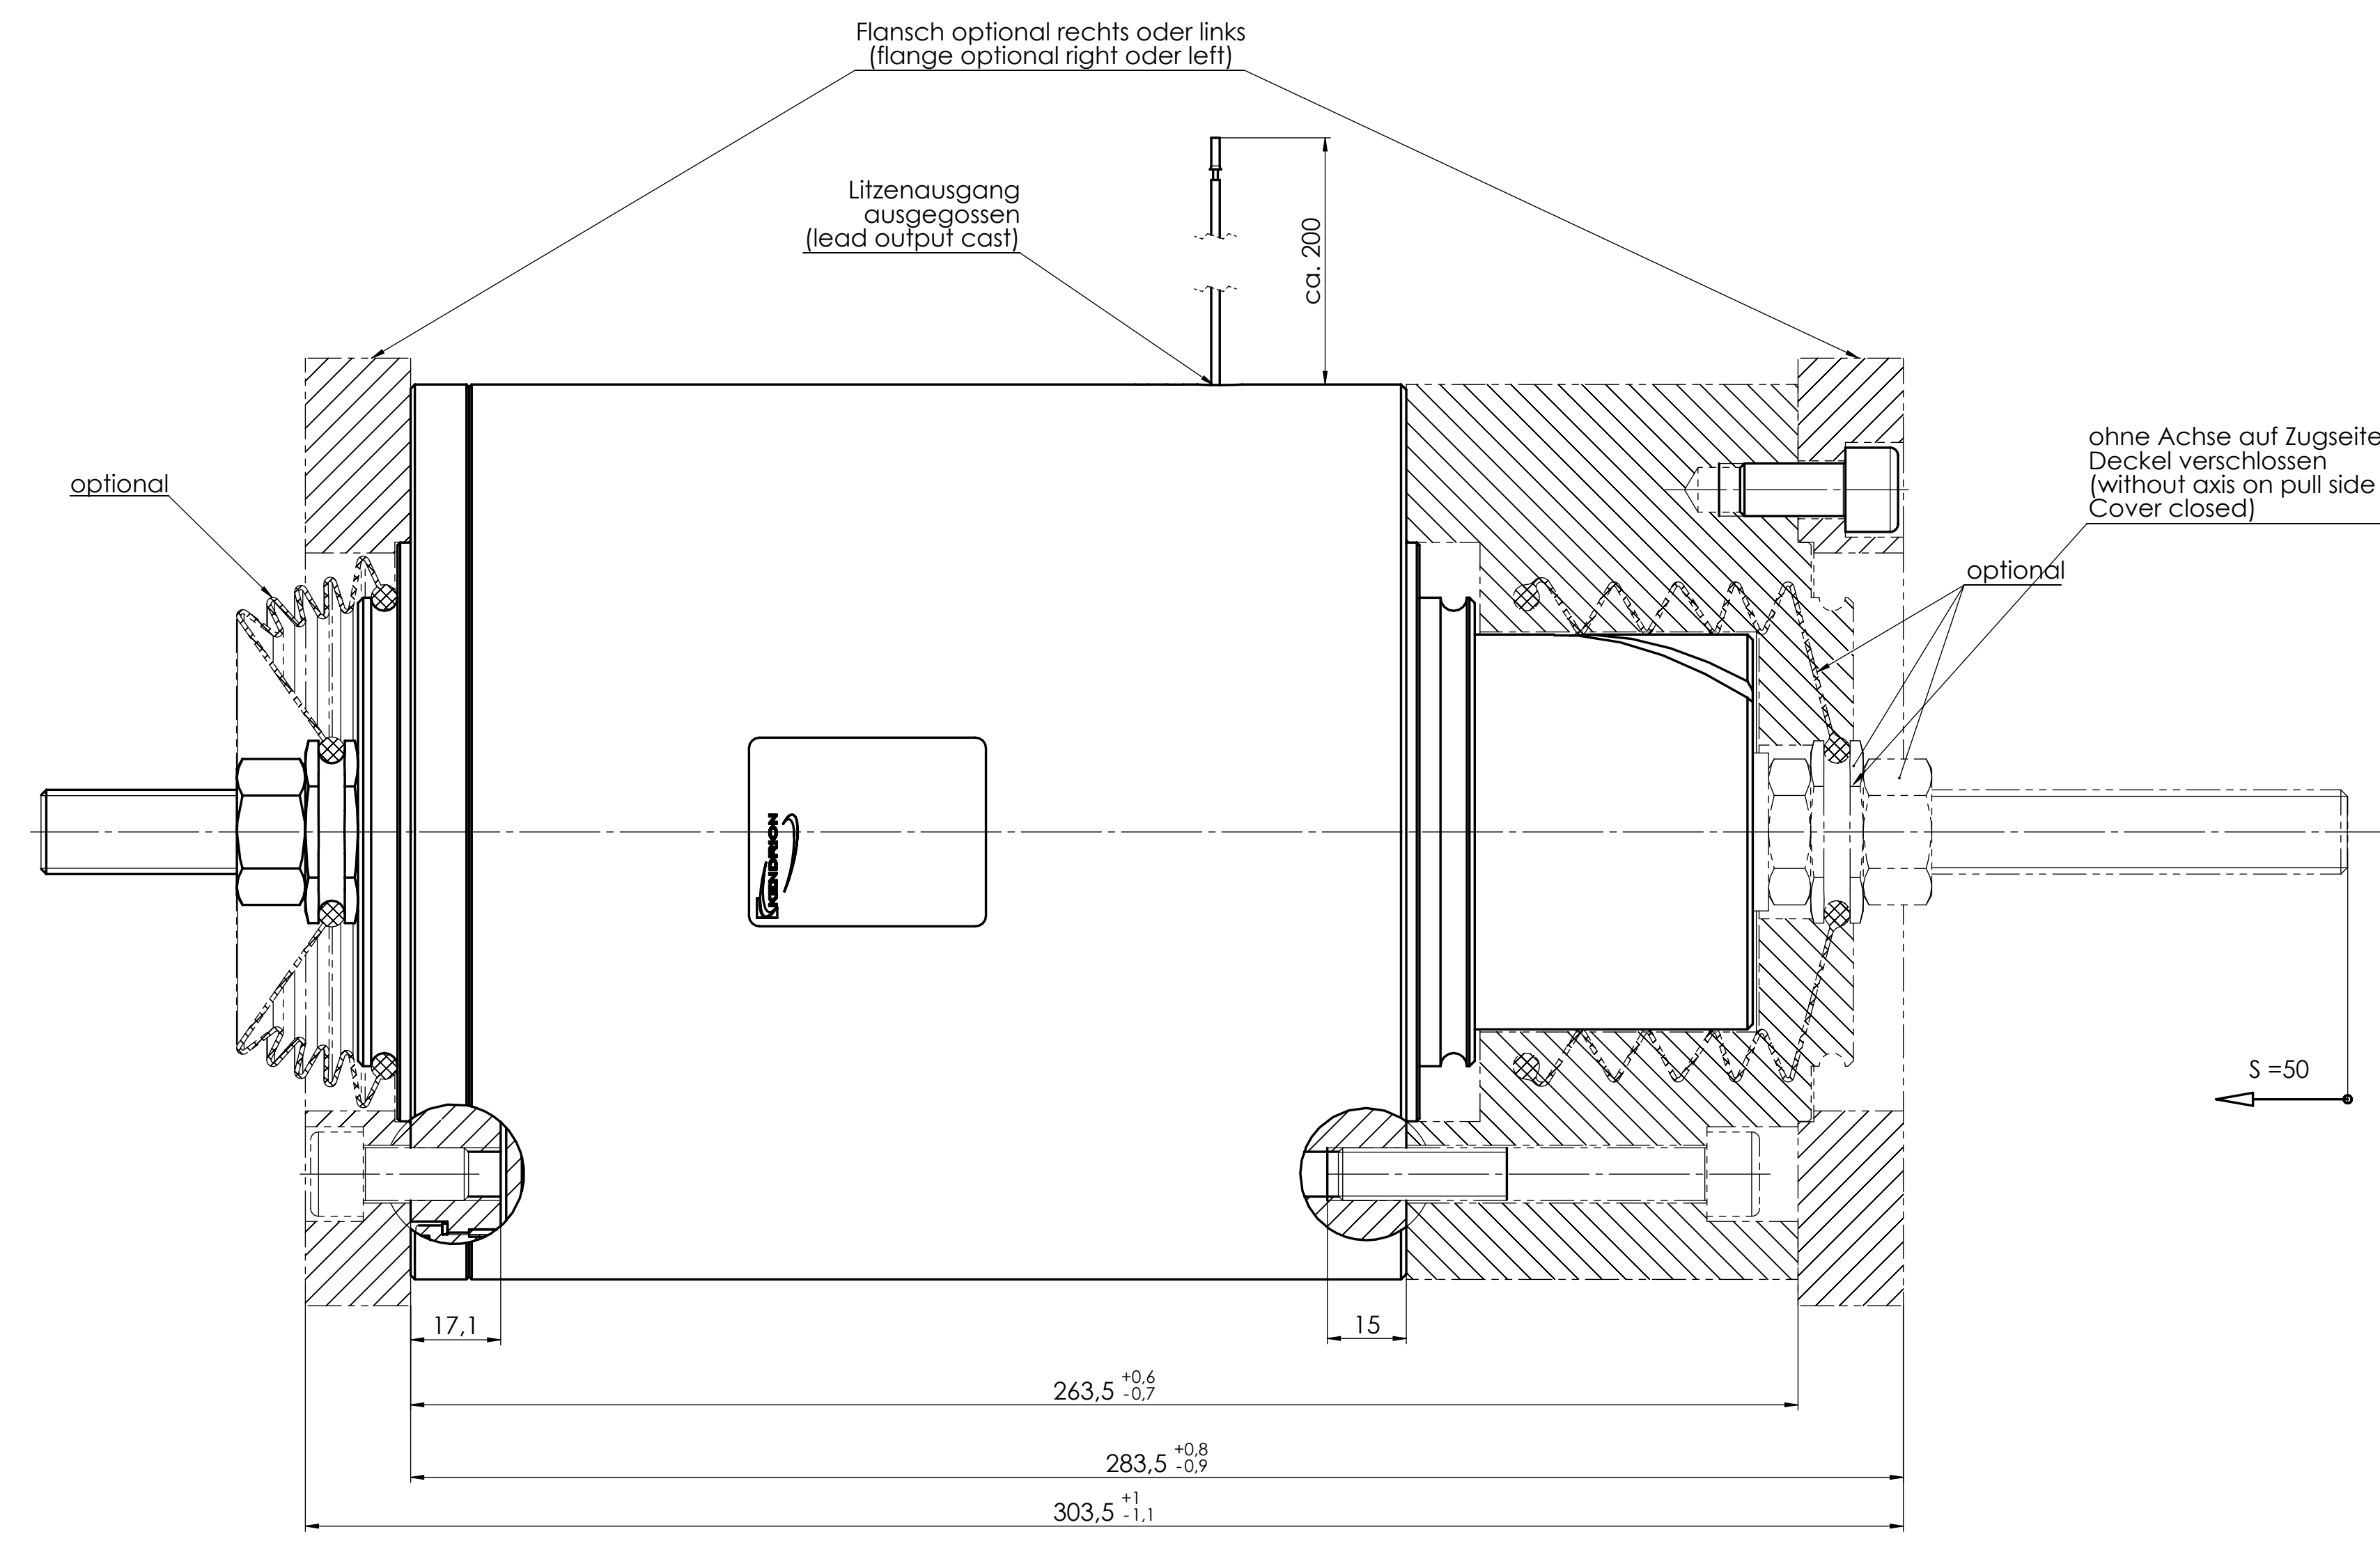 Flansch optional rechts oder links
(flange optional right oder left)
Litzenausgang
ausgegossen
(lead output cast)
ca. 200
ohne Achse auf Zugseite
Deckel verschlossen
(without axis on pull side
Cover closed)
optional
optional
KENDRION
S =50
17,1
15
263,5 +0,6 -0,7
283,5 +0,8 -0,9
303,5 +1 -1,1